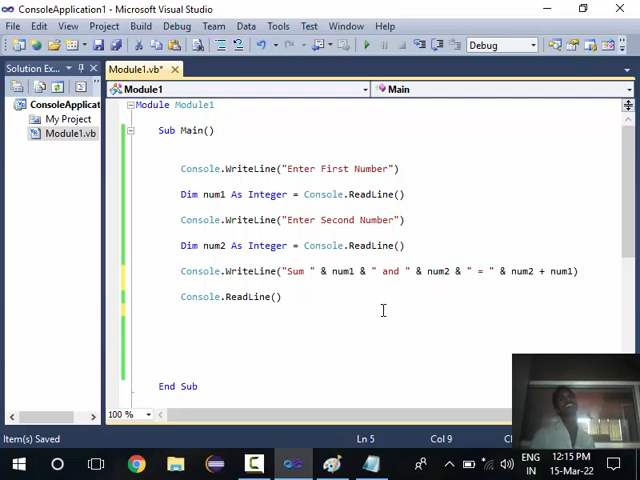 ConsoleApplication1 - Microsoft Visual Studio
File Edit View Project Build Debug Team Data Tools Test Window Help
Debug
Solution Ex...
Module1.vb*
Module1
Main
ConsoleApplicat
My Project
Module1.vb
Module Module1
Sub Main()
Console.WriteLine("Enter First Number")
Dim num1 As Integer = Console.ReadLine()
Console.WriteLine("Enter Second Number")
Dim num2 As Integer = Console.ReadLine()
Console.WriteLine("Sum " & num1 & " and " & num2 & " = " & num2 + num1)
Console.ReadLine()
End Sub
100 %
Item(s) Saved
Ln 5
Col 9
ENG
IN
12:15 PM
15-Mar-22